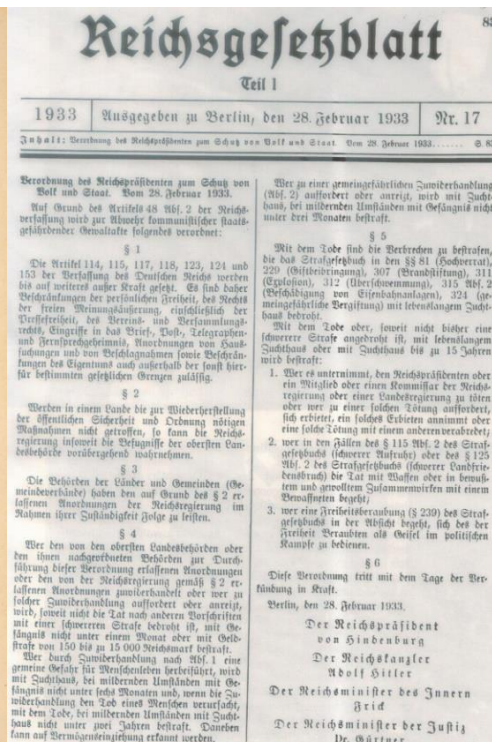 83
Reichsgesetzblatt
Teil I
1933
Ausgegeben zu Berlin, den 28. Februar 1933
Nr. 17
Inhalt: Verordnung des Reichspräsidenten zum Schutz von Volk und Staat. Vom 28. Februar 1933....... S. 83
Verordnung des Reichspräsidenten zum Schutz von
Volk und Staat. Vom 28. Februar 1933.
Auf Grund des Artikels 48 Abs. 2 der Reichs-
verfassung wird zur Abwehr kommunistischer staats-
gefährdender Gewaltakte folgendes verordnet:
§ 1
Die Artikel 114, 115, 117, 118, 123, 124 und
153 der Verfassung des Deutschen Reichs werden
bis auf weiteres außer Kraft gesetzt. Es sind daher
Beschränkungen der persönlichen Freiheit, des Rechts
der freien Meinungsäußerung, einschließlich der
Pressefreiheit, des Vereins- und Versammlungs-
rechts, Eingriffe in das Brief-, Post-, Telegraphen-
und Fernsprechgeheimnis, Anordnungen von Haus-
suchungen und von Beschlagnahmen sowie Beschrän-
kungen des Eigentums auch außerhalb der sonst hier-
für bestimmten gesetzlichen Grenzen zulässig.
§ 2
Werden in einem Lande die zur Wiederherstellung
der öffentlichen Sicherheit und Ordnung nötigen
Maßnahmen nicht getroffen, so kann die Reichs-
regierung insoweit die Befugnisse der obersten Lan-
desbehörde vorübergehend wahrnehmen.
§ 3
Die Behörden der Länder und Gemeinden (Ge-
meindeverbände) haben den auf Grund des § 2 er-
lassenen Anordnungen der Reichsregierung im
Rahmen ihrer Zuständigkeit Folge zu leisten.
§ 4
Wer den von den obersten Landesbehörden oder
den ihnen nachgeordneten Behörden zur Durch-
führung dieser Verordnung erlassenen Anordnungen
oder den von der Reichsregierung gemäß § 2 er-
lassenen Anordnungen zuwiderhandelt oder wer zu
solcher Zuwiderhandlung auffordert oder anreizt,
wird, soweit nicht die Tat nach anderen Vorschriften
mit einer schwereren Strafe bedroht ist, mit Ge-
fängnis nicht unter einem Monat oder mit Geld-
strafe von 150 bis zu 15 000 Reichsmark bestraft.
Wer durch Zuwiderhandlung nach Abs. 1 eine
gemeine Gefahr für Menschenleben herbeiführt, wird
mit Zuchthaus, bei mildernden Umständen mit Ge-
fängnis nicht unter sechs Monaten und, wenn die Zu-
widerhandlung den Tod eines Menschen verursacht,
mit dem Tode, bei mildernden Umständen mit Zucht-
haus nicht unter zwei Jahren bestraft. Daneben
kann auf Vermögenseinziehung erkannt werden.
Wer zu einer gemeingefährlichen Zuwiderhandlung
(Abs. 2) auffordert oder anreizt, wird mit Zucht-
haus, bei mildernden Umständen mit Gefängnis nicht
unter drei Monaten bestraft.
§ 5
Mit dem Tode sind die Verbrechen zu bestrafen,
die das Strafgesetzbuch in den §§ 81 (Hochverrat),
229 (Giftbeibringung), 307 (Brandstiftung), 311
(Explosion), 312 (Überschwemmung), 315 Abs. 2
(Beschädigung von Eisenbahnanlagen), 324 (ge-
meingefährliche Vergiftung) mit lebenslangem Zucht-
haus bedroht.
Mit dem Tode oder, soweit nicht bisher eine
schwerere Strafe angedroht ist, mit lebenslangem
Zuchthaus oder mit Zuchthaus bis zu 15 Jahren
wird bestraft:
1. Wer es unternimmt, den Reichspräsidenten oder
ein Mitglied oder einen Kommissar der Reichs-
regierung oder einer Landesregierung zu töten
oder wer zu einer solchen Tötung auffordert,
sich erbietet, ein solches Erbieten annimmt oder
eine solche Tötung mit einem anderen verabredet;
2. wer in den Fällen des § 115 Abs. 2 des Straf-
gesetzbuchs (schwerer Aufruhr) oder des § 125
Abs. 2 des Strafgesetzbuchs (schwerer Landfrie-
densbruch) die Tat mit Waffen oder in bewuß-
tem und gewolltem Zusammenwirken mit einem
Bewaffneten begeht;
3. wer eine Freiheitsberaubung (§ 239) des Straf-
gesetzbuchs in der Absicht begeht, sich des der
Freiheit Beraubten als Geisel im politischen
Kampfe zu bedienen.
§ 6
Diese Verordnung tritt mit dem Tage der Ver-
kündung in Kraft.
Berlin, den 28. Februar 1933.
Der Reichspräsident
von Hindenburg
Der Reichskanzler
Adolf Hitler
Der Reichsminister des Innern
Frick
Der Reichsminister der Justiz
Dr. Gürtner